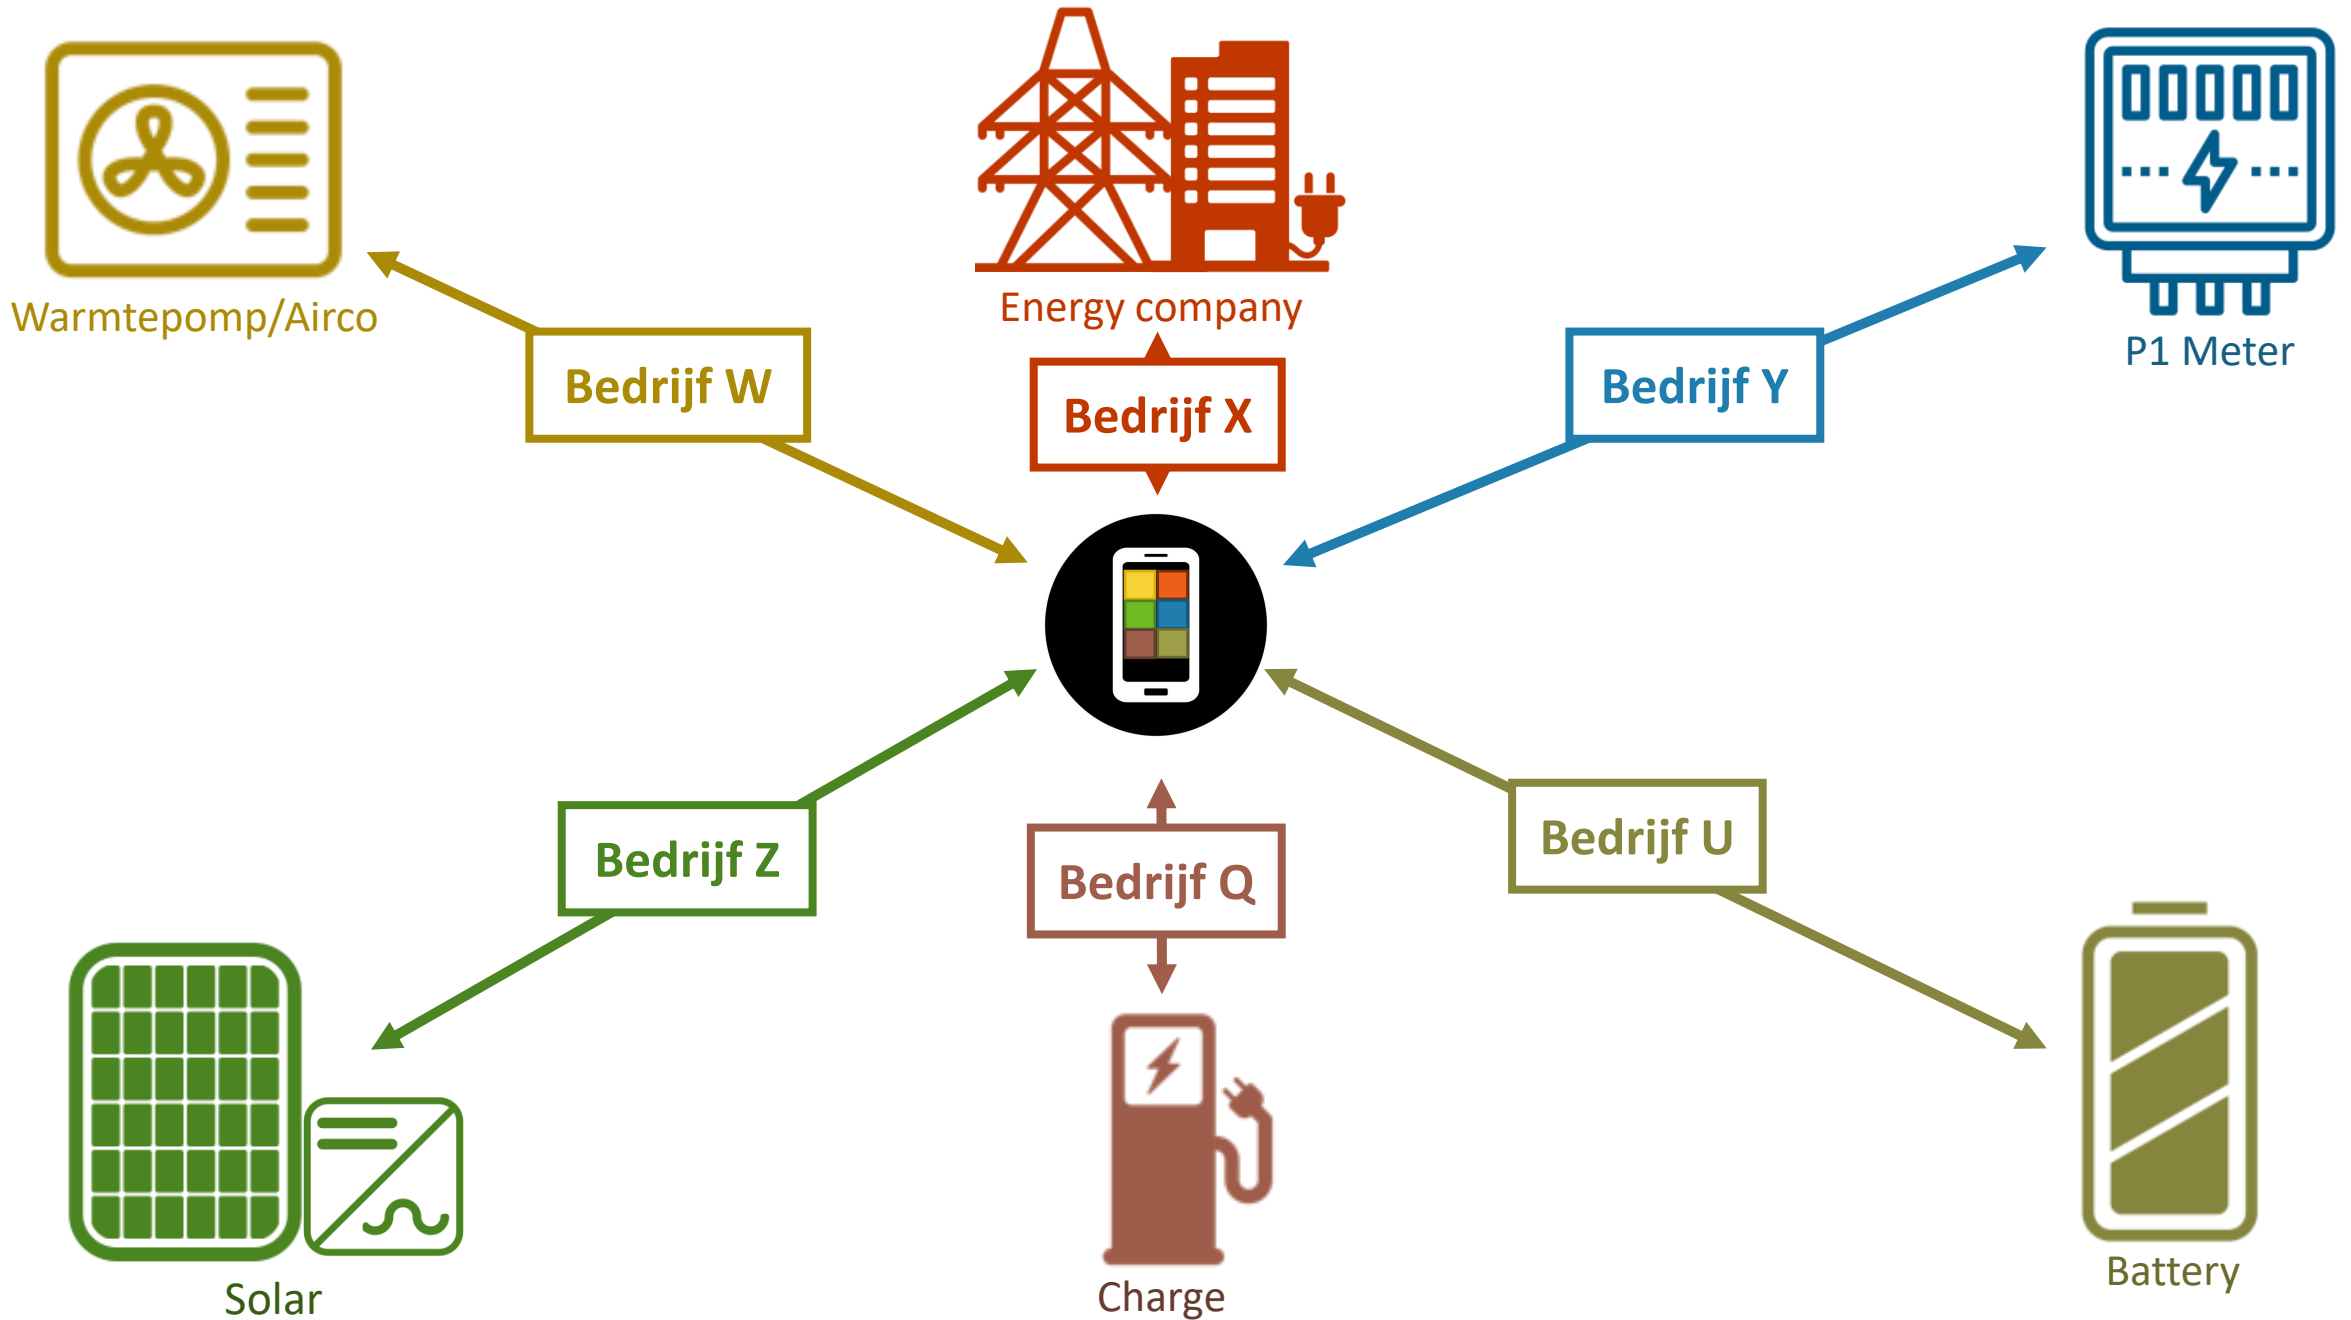 Warmtepomp/Airco
Energy company
P1 Meter
Bedrijf W
Bedrijf X
Bedrijf Y
Bedrijf Z
Bedrijf Q
Bedrijf U
Solar
Charge
Battery